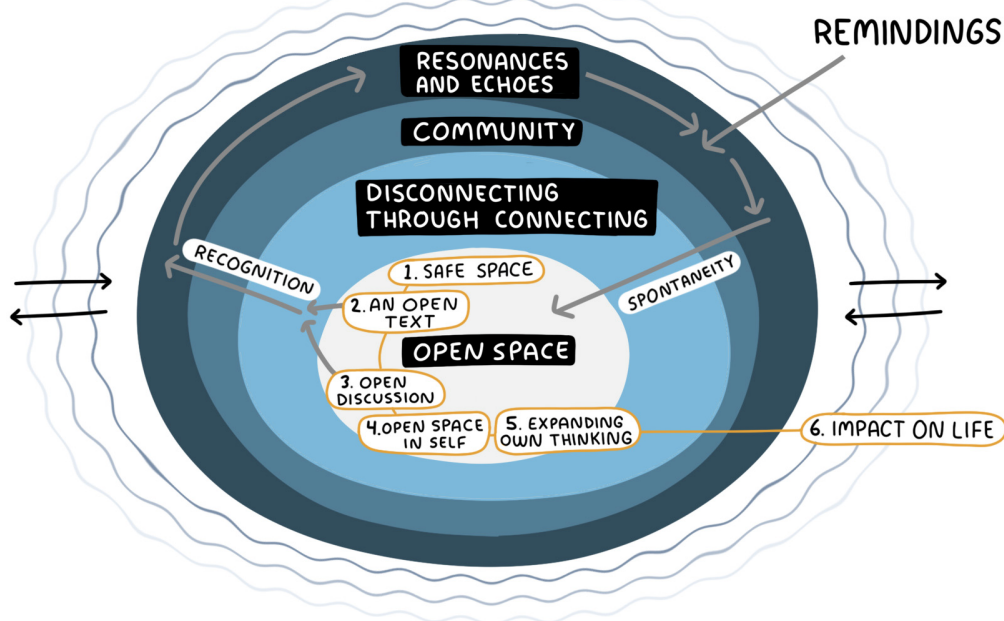 REMINDINGS
RESONANCES
AND ECHOES
COMMUNITY
DISCONNECTING
THROUGH CONNECTING
RECOGNITION
SPONTANEITY
1. SAFE SPACE
2. AN OPEN
TEXT
OPEN SPACE
3. OPEN
DISCUSSION
4. OPEN SPACE
IN SELF
5. EXPANDING
OWN THINKING
6. IMPACT ON LIFE